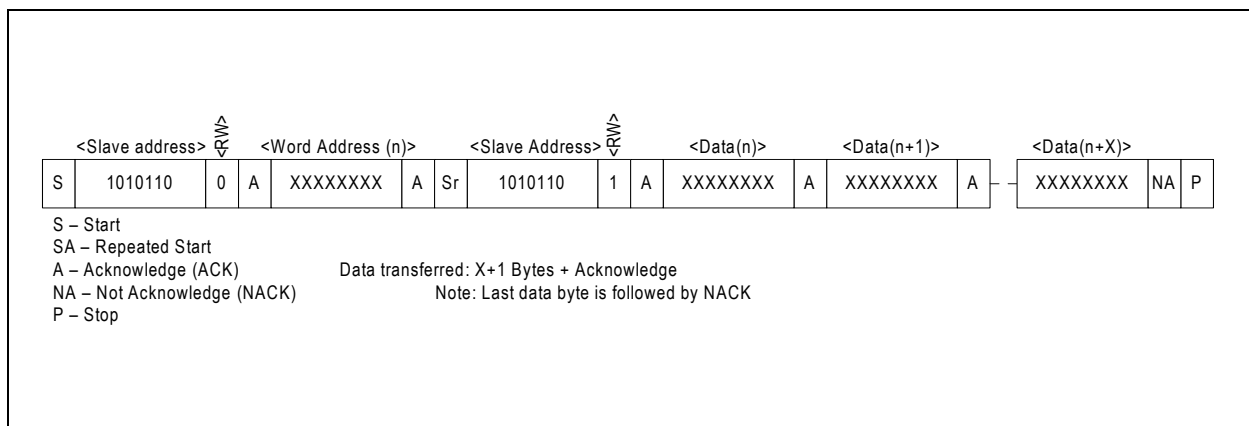 <Slave address> <RW> <Word Address (n)> <Slave Address> <RW> <Data(n)> <Data(n+1)> <Data(n+X)>
S 1010110 0 A XXXXXXXX A Sr 1010110 1 A XXXXXXXX A XXXXXXXX A XXXXXXXX NA P
S – Start
SA – Repeated Start
A – Acknowledge (ACK) Data transferred: X+1 Bytes + Acknowledge
NA – Not Acknowledge (NACK) Note: Last data byte is followed by NACK
P – Stop